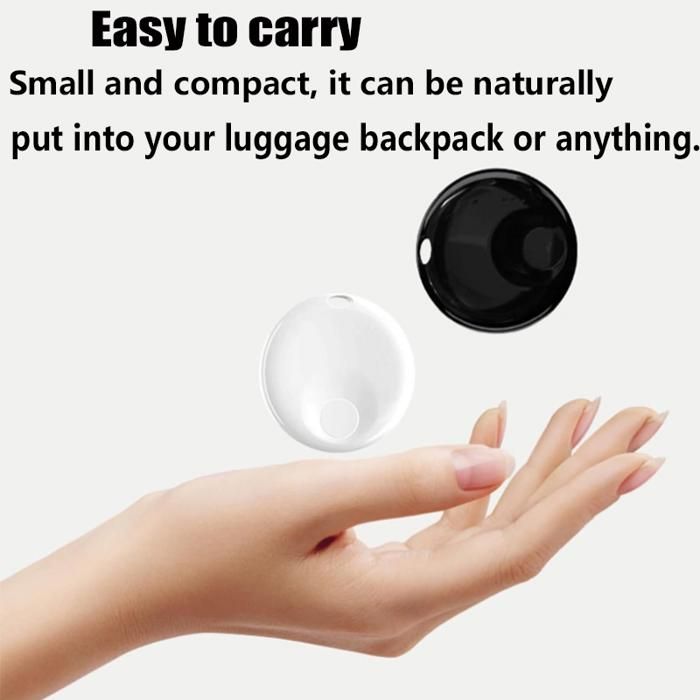 Easy to carry
Small and compact, it can be naturally
put into your luggage backpack or anything.